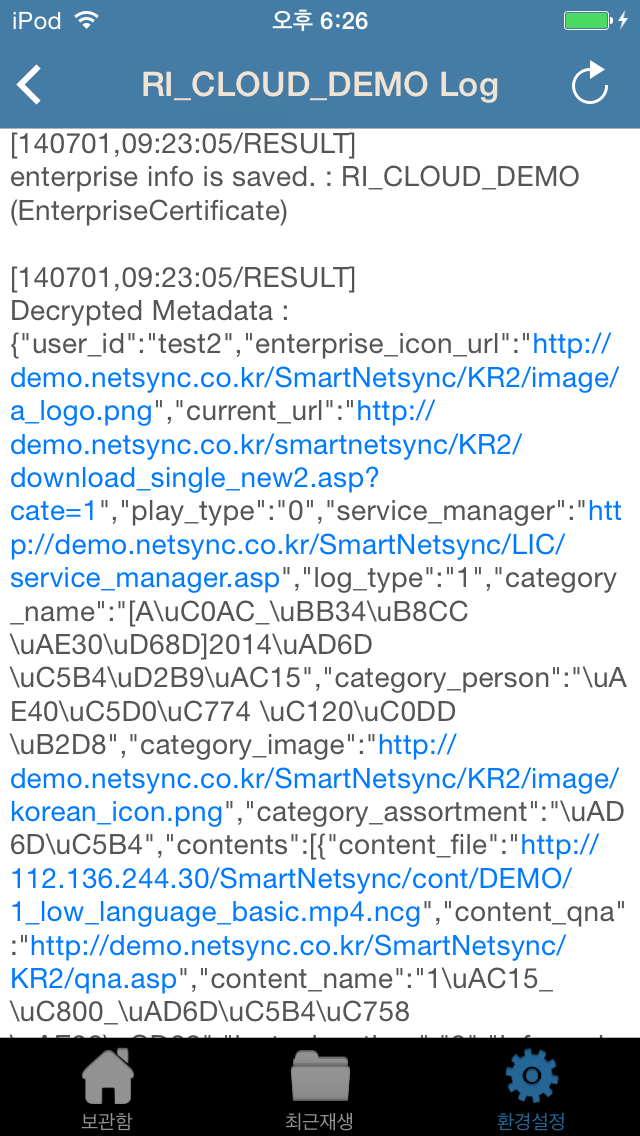 iPod 오후 6:26
RI_CLOUD_DEMO Log
[140701,09:23:05/RESULT]
enterprise info is saved. : RI_CLOUD_DEMO
(EnterpriseCertificate)
[140701,09:23:05/RESULT]
Decrypted Metadata :
{"user_id":"test2","enterprise_icon_url":"http://
demo.netsync.co.kr/SmartNetsync/KR2/image/
a_logo.png","current_url":"http://
demo.netsync.co.kr/smartnetsync/KR2/
download_single_new2.asp?
cate=1","play_type":"0","service_manager":"htt
p://demo.netsync.co.kr/SmartNetsync/LIC/
service_manager.asp","log_type":"1","category
_name":"[A\uC0AC_\uBB34\uB8CC
\uAE30\uD68D]2014\uAD6D
\uC5B4\uD2B9\uAC15","category_person":"\uA
E40\uC5D0\uC774 \uC120\uC0DD
\uB2D8","category_image":"http://
demo.netsync.co.kr/SmartNetsync/KR2/image/
korean_icon.png","category_assortment":"\uAD
6D\uC5B4","contents":[{"content_file":"http://
112.136.244.30/SmartNetsync/cont/DEMO/
1_low_language_basic.mp4.ncg","content_qna"
:"http://demo.netsync.co.kr/SmartNetsync/
KR2/qna.asp","content_name":"1\uAC15_
\uC800_\uAD6D\uC5B4\uC758
보관함 최근재생 환경설정